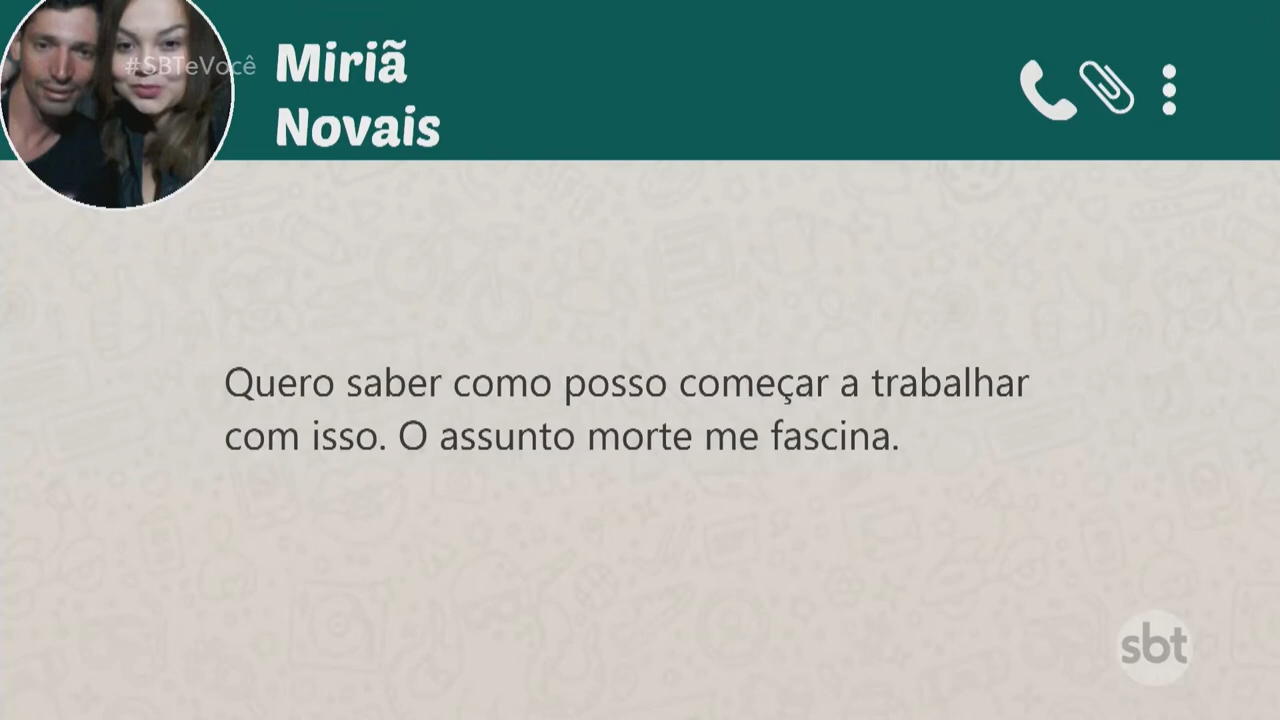 #SBTeVocê
Miriã
Novais
Quero saber como posso começar a trabalhar
com isso. O assunto morte me fascina.
sbt